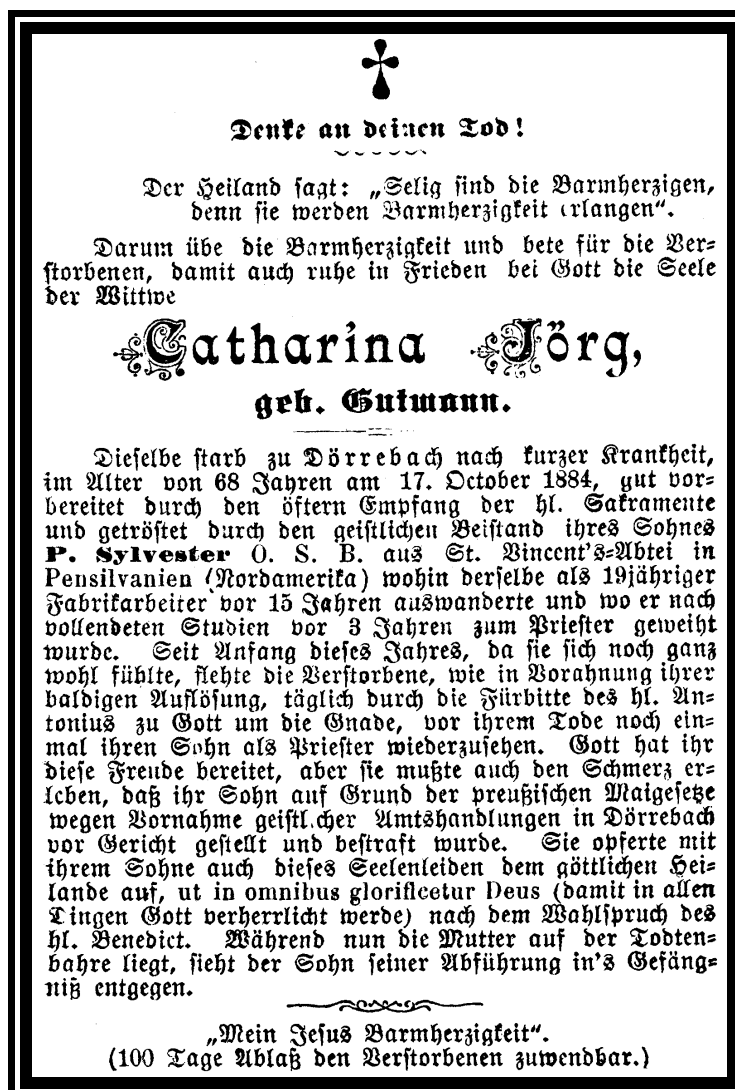 Denke an deinen Tod!
Der Heiland sagt: „Selig sind die Barmherzigen,
denn sie werden Barmherzigkeit erlangen“.
Darum übe die Barmherzigkeit und bete für die Ver=
storbenen, damit auch ruhe in Frieden bei Gott die Seele
der Wittwe
Catharina Jörg,
geb. Gutmann.
Dieselbe starb zu Dörrebach nach kurzer Krankheit,
im Alter von 68 Jahren am 17. October 1884, gut vor=
bereitet durch den öftern Empfang der hl. Sakramente
und getröstet durch den geistlichen Beistand ihres Sohnes
P. Sylvester O. S. B. aus St. Vincent's=Abtei in
Pensilvanien (Nordamerika) wohin derselbe als 19jähriger
Fabrikarbeiter vor 15 Jahren auswanderte und wo er nach
vollendeten Studien vor 3 Jahren zum Priester geweiht
wurde. Seit Anfang dieses Jahres, da sie sich noch ganz
wohl fühlte, flehte die Verstorbene, wie in Vorahnung ihrer
baldigen Auflösung, täglich durch die Fürbitte des hl. An=
tonius zu Gott um die Gnade, vor ihrem Tode noch ein=
mal ihren Sohn als Priester wiederzusehen. Gott hat ihr
diese Freude bereitet, aber sie mußte auch den Schmerz er=
leben, daß ihr Sohn auf Grund der preußischen Maigesetze
wegen Vornahme geistlicher Amtshandlungen in Dörrebach
vor Gericht gestellt und bestraft wurde. Sie opferte mit
ihrem Sohne auch dieses Seelenleiden dem göttlichen Hei=
lande auf, ut in omnibus glorificetur Deus (damit in allen
Dingen Gott verherrlicht werde) nach dem Wahlspruch des
hl. Benedict. Während nun die Mutter auf der Todten=
bahre liegt, sieht der Sohn seiner Abführung in's Gefäng=
niß entgegen.
„Mein Jesus Barmherzigkeit“.
(100 Tage Ablaß den Verstorbenen zuwendbar.)